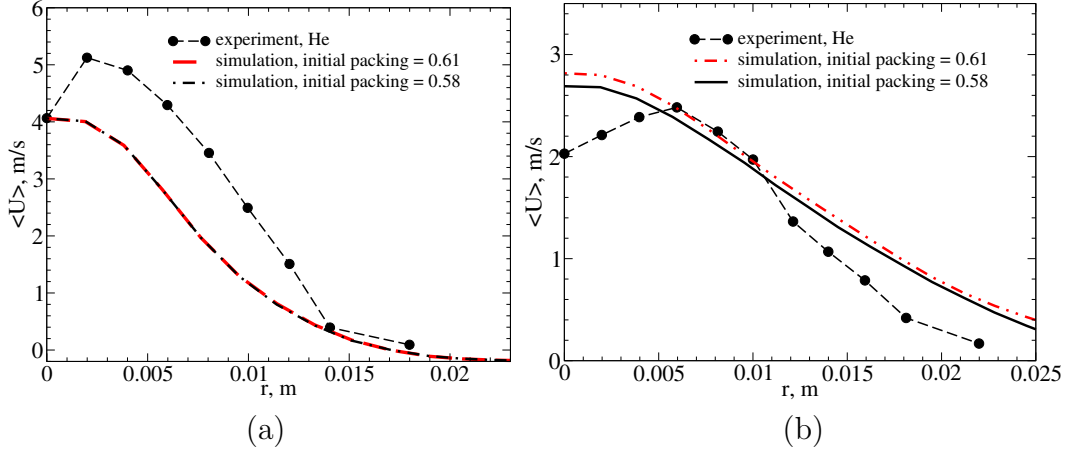 6
5
4
3
2
1
0
<U>, m/s
experiment, He
simulation, initial packing = 0.61
simulation, initial packing = 0.58
0 0.005 0.01 0.015 0.02
r, m
(a)
3
2
1
0
<U>, m/s
experiment, He
simulation, initial packing = 0.61
simulation, initial packing = 0.58
0 0.005 0.01 0.015 0.02 0.025
r, m
(b)